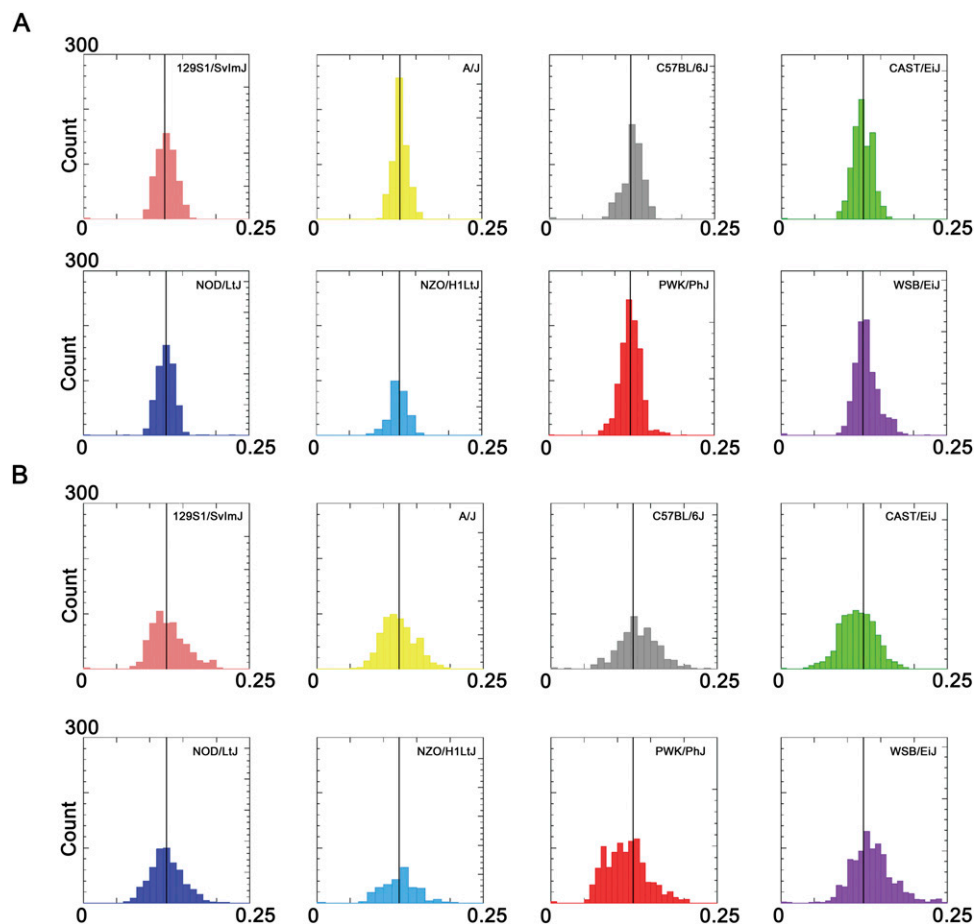 A
300
129S1/SvImJ
A/J
C57BL/6J
CAST/EiJ
Count
0 0.25
0 0.25
0 0.25
0 0.25
300
NOD/LtJ
NZO/H1LtJ
PWK/PhJ
WSB/EiJ
Count
0 0.25
0 0.25
0 0.25
0 0.25
B
300
129S1/SvImJ
A/J
C57BL/6J
CAST/EiJ
Count
0 0.25
0 0.25
0 0.25
0 0.25
300
NOD/LtJ
NZO/H1LtJ
PWK/PhJ
WSB/EiJ
Count
0 0.25
0 0.25
0 0.25
0 0.25